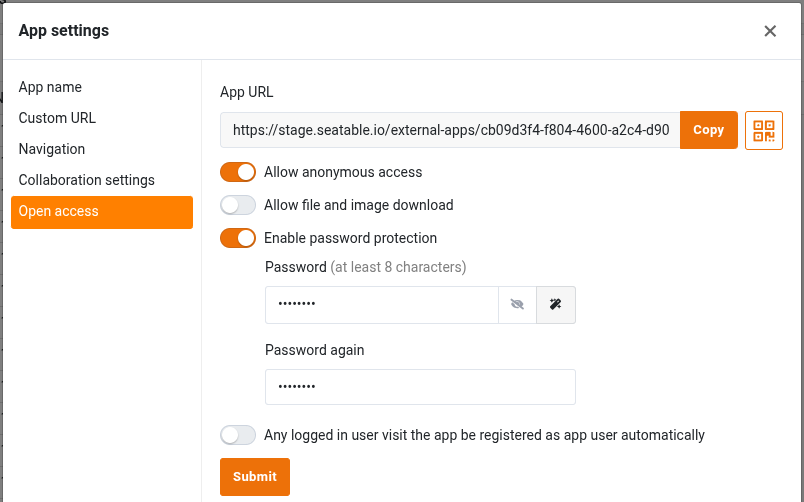 App settings
App name
Custom URL
Navigation
Collaboration settings
Open access
App URL
https://stage.seatable.io/external-apps/cb09d3f4-f804-4600-a2c4-d90
Copy
Allow anonymous access
Allow file and image download
Enable password protection
Password (at least 8 characters)
••••••••
Password again
••••••••
Any logged in user visit the app be registered as app user automatically
Submit